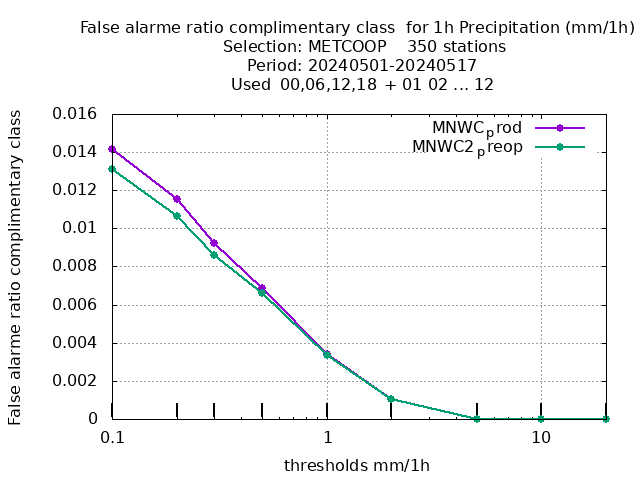 False alarme ratio complimentary class  for 1h Precipitation (mm/1h)
Selection: METCOOP    350 stations
Period: 20240501-20240517
Used  00,06,12,18  + 01 02 ... 12
False alarme ratio complimentary class
0.016
0.014
0.012
0.01
0.008
0.006
0.004
0.002
0
MNWCprod
MNWC2preop
0.1
1
10
thresholds mm/1h